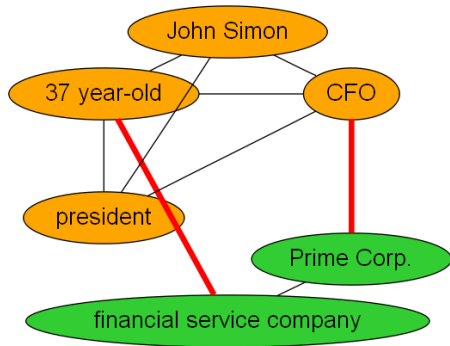 John Simon
37 year-old
CFO
president
Prime Corp.
financial service company